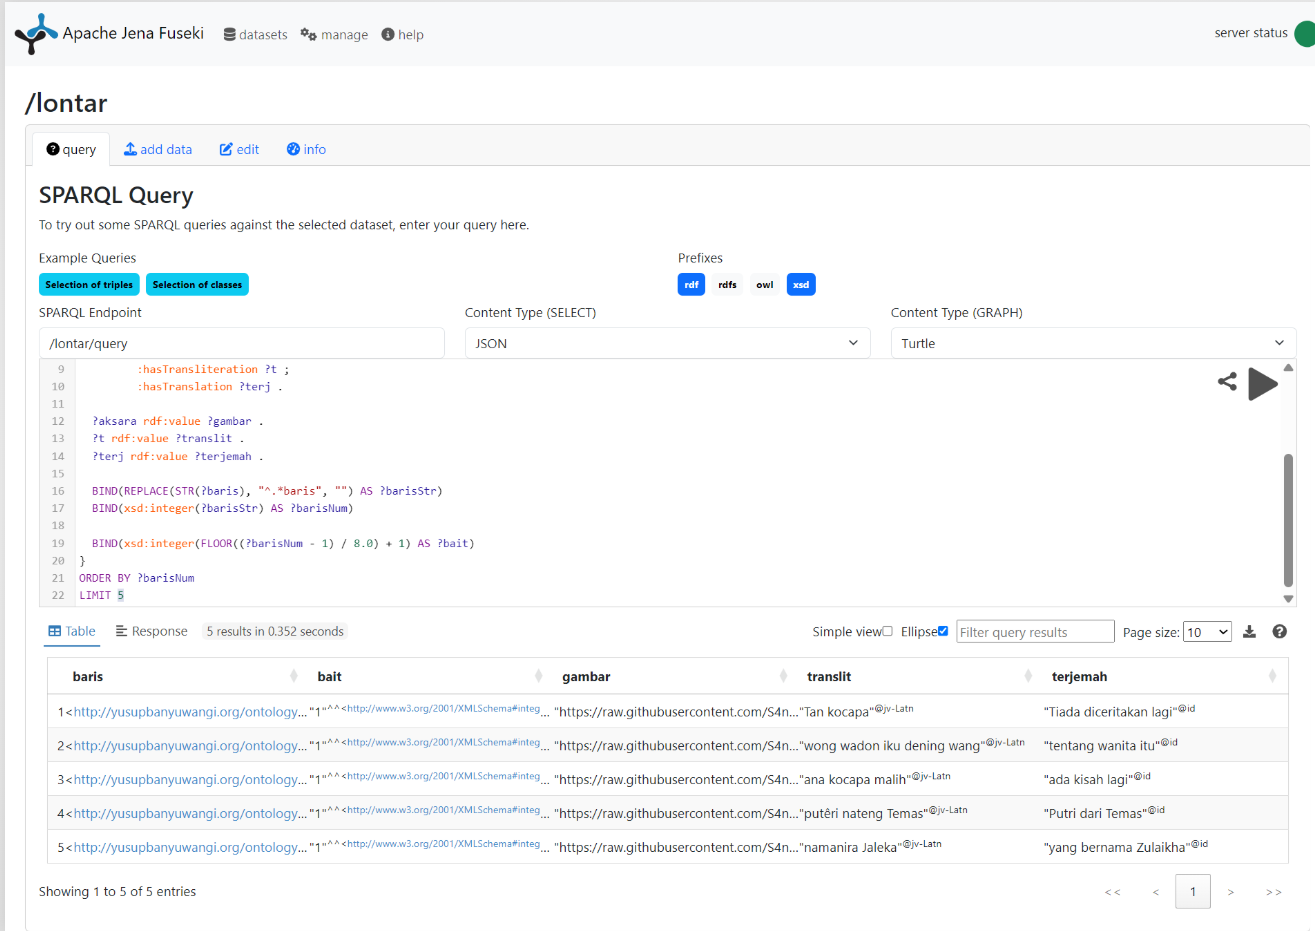 Apache Jena Fuseki datasets manage help server status
/lontar
query add data edit info
SPARQL Query
To try out some SPARQL queries against the selected dataset, enter your query here.
Example Queries Prefixes
Selection of triples Selection of classes rdf rdfs owl xsd
SPARQL Endpoint Content Type (SELECT) Content Type (GRAPH)
/lontar/query JSON Turtle
9 :hasTransliteration ?t ;
10 :hasTranslation ?terj .
11
12 ?aksara rdf:value ?gambar .
13 ?t rdf:value ?translit .
14 ?terj rdf:value ?terjemah .
15
16 BIND(REPLACE(STR(?baris), "^.*baris", "") AS ?barisStr)
17 BIND(xsd:integer(?barisStr) AS ?barisNum)
18
19 BIND(xsd:integer(FLOOR((?barisNum - 1) / 8.0) + 1) AS ?bait)
20 }
21 ORDER BY ?barisNum
22 LIMIT 5
Table Response 5 results in 0.352 seconds Simple view Ellipse Filter query results Page size: 10
baris bait gambar translit terjemah
1 <http://yusupbanyuwangi.org/ontology... "1"^^<http://www.w3.org/2001/XMLSchema#integ... "https://raw.githubusercontent.com/S4n... "Tan kocapa"@jv-Latn "Tiada diceritakan lagi"@id
2 <http://yusupbanyuwangi.org/ontology... "1"^^<http://www.w3.org/2001/XMLSchema#integ... "https://raw.githubusercontent.com/S4n... "wong wadon iku dening wang"@jv-Latn "tentang wanita itu"@id
3 <http://yusupbanyuwangi.org/ontology... "1"^^<http://www.w3.org/2001/XMLSchema#integ... "https://raw.githubusercontent.com/S4n... "ana kocapa malih"@jv-Latn "ada kisah lagi"@id
4 <http://yusupbanyuwangi.org/ontology... "1"^^<http://www.w3.org/2001/XMLSchema#integ... "https://raw.githubusercontent.com/S4n... "putêri nateng Temas"@jv-Latn "Putri dari Temas"@id
5 <http://yusupbanyuwangi.org/ontology... "1"^^<http://www.w3.org/2001/XMLSchema#integ... "https://raw.githubusercontent.com/S4n... "namanira Jaleka"@jv-Latn "yang bernama Zulaikha"@id
Showing 1 to 5 of 5 entries << < 1 > >>